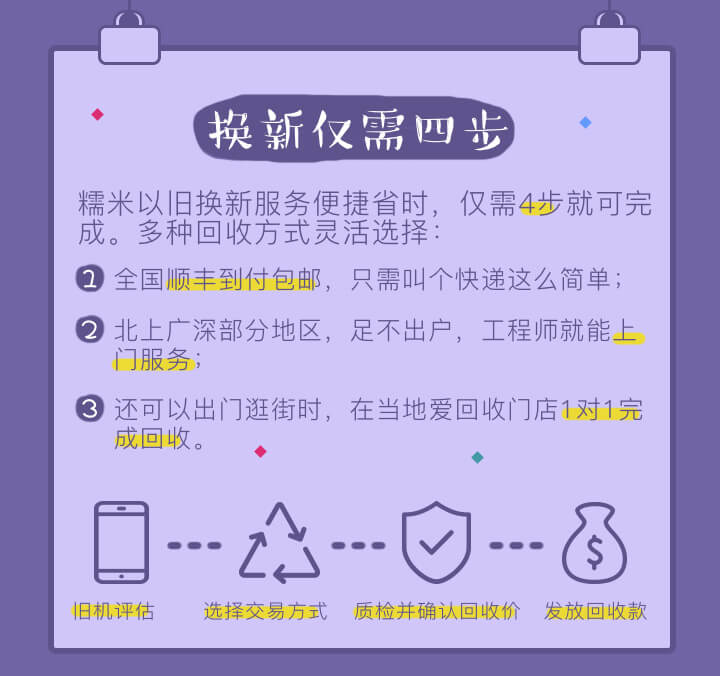 换新仅需四步
糯米以旧换新服务便捷省时，仅需4步就可完
成。多种回收方式灵活选择：
1 全国顺丰到付包邮，只需叫个快递这么简单；
2 北上广深部分地区，足不出户，工程师就能上
门服务；
3 还可以出门逛街时，在当地爱回收门店1对1完
成回收。
$
旧机评估 选择交易方式 质检并确认回收价 发放回收款